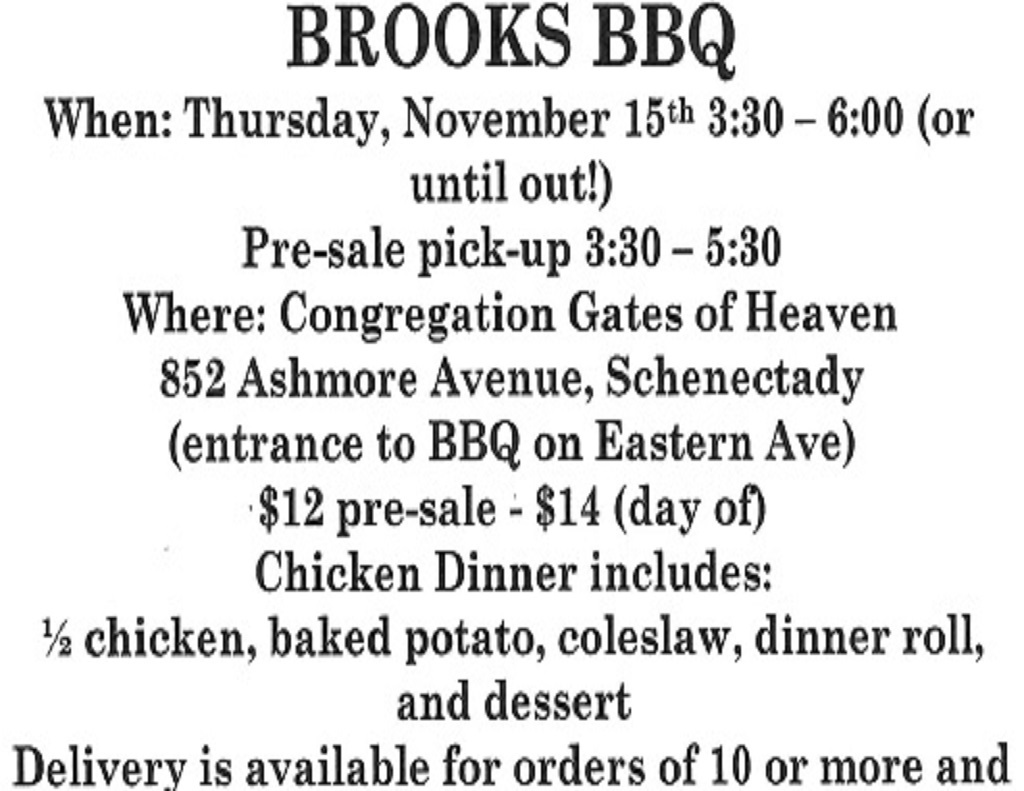 BROOKS BBQ
When: Thursday, November 15th 3:30 – 6:00 (or
until out!)
Pre-sale pick-up 3:30 – 5:30
Where: Congregation Gates of Heaven
852 Ashmore Avenue, Schenectady
(entrance to BBQ on Eastern Ave)
$12 pre-sale - $14 (day of)
Chicken Dinner includes:
½ chicken, baked potato, coleslaw, dinner roll,
and dessert
Delivery is available for orders of 10 or more and